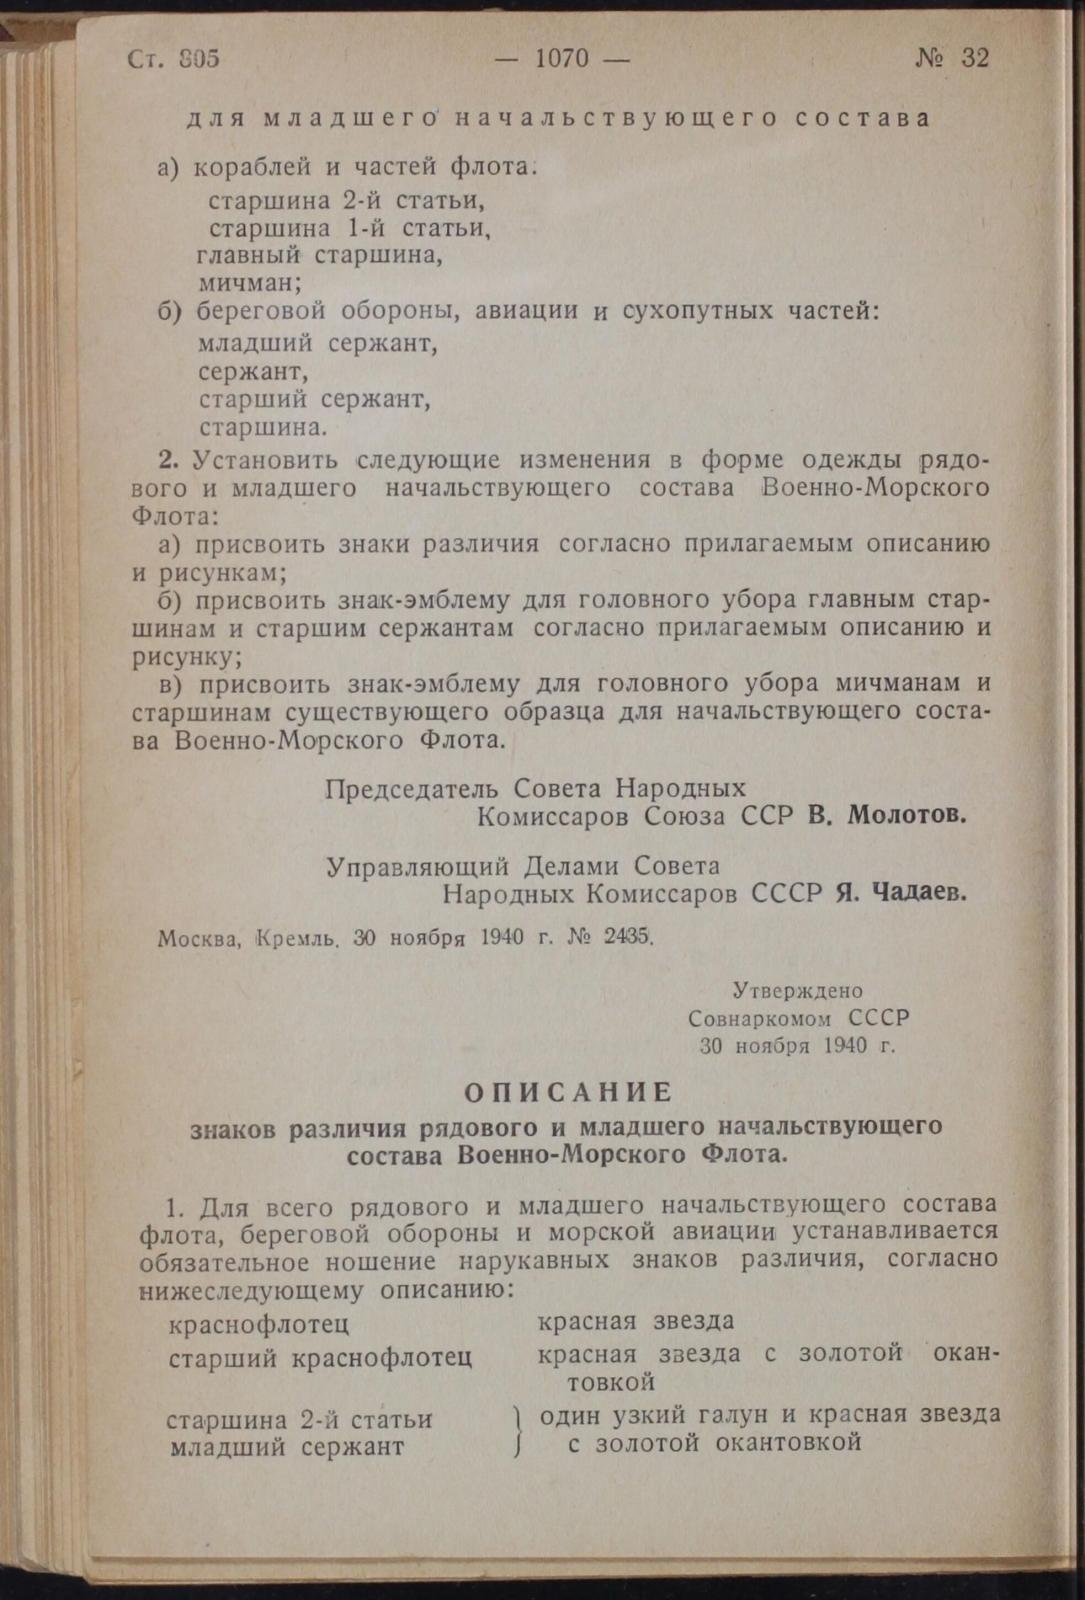 Ст. 805 — 1070 — № 32
для младшего начальствующего состава
а) кораблей и частей флота.
старшина 2-й статьи,
старшина 1-й статьи,
главный старшина,
мичман;
б) береговой обороны, авиации и сухопутных частей:
младший сержант,
сержант,
старший сержант,
старшина.
2. Установить следующие изменения в форме одежды рядо-
вого и младшего начальствующего состава Военно-Морского
Флота:
а) присвоить знаки различия согласно прилагаемым описанию
и рисункам;
б) присвоить знак-эмблему для головного убора главным стар-
шинам и старшим сержантам согласно прилагаемым описанию и
рисунку;
в) присвоить знак-эмблему для головного убора мичманам и
старшинам существующего образца для начальствующего соста-
ва Военно-Морского Флота.
Председатель Совета Народных
Комиссаров Союза ССР В. Молотов.
Управляющий Делами Совета
Народных Комиссаров СССР Я. Чадаев.
Москва, Кремль. 30 ноября 1940 г. № 2435.
Утверждено
Совнаркомом СССР
30 ноября 1940 г.
ОПИСАНИЕ
знаков различия рядового и младшего начальствующего
состава Военно-Морского Флота.
1. Для всего рядового и младшего начальствующего состава
флота, береговой обороны и морской авиации устанавливается
обязательное ношение нарукавных знаков различия, согласно
нижеследующему описанию:
краснофлотец красная звезда
старший краснофлотец красная звезда с золотой окан-
товкой
старшина 2-й статьи } один узкий галун и красная звезда
младший сержант с золотой окантовкой